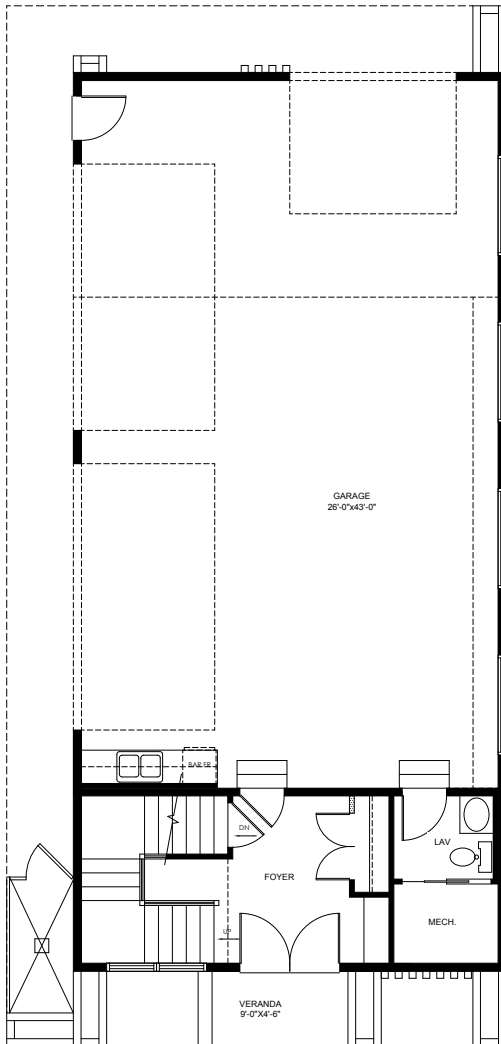 GARAGE
26'-0"x43'-0"
BAR FR.
DN
LAV
FOYER
MECH.
UP
VERANDA
9'-0"X4'-6"